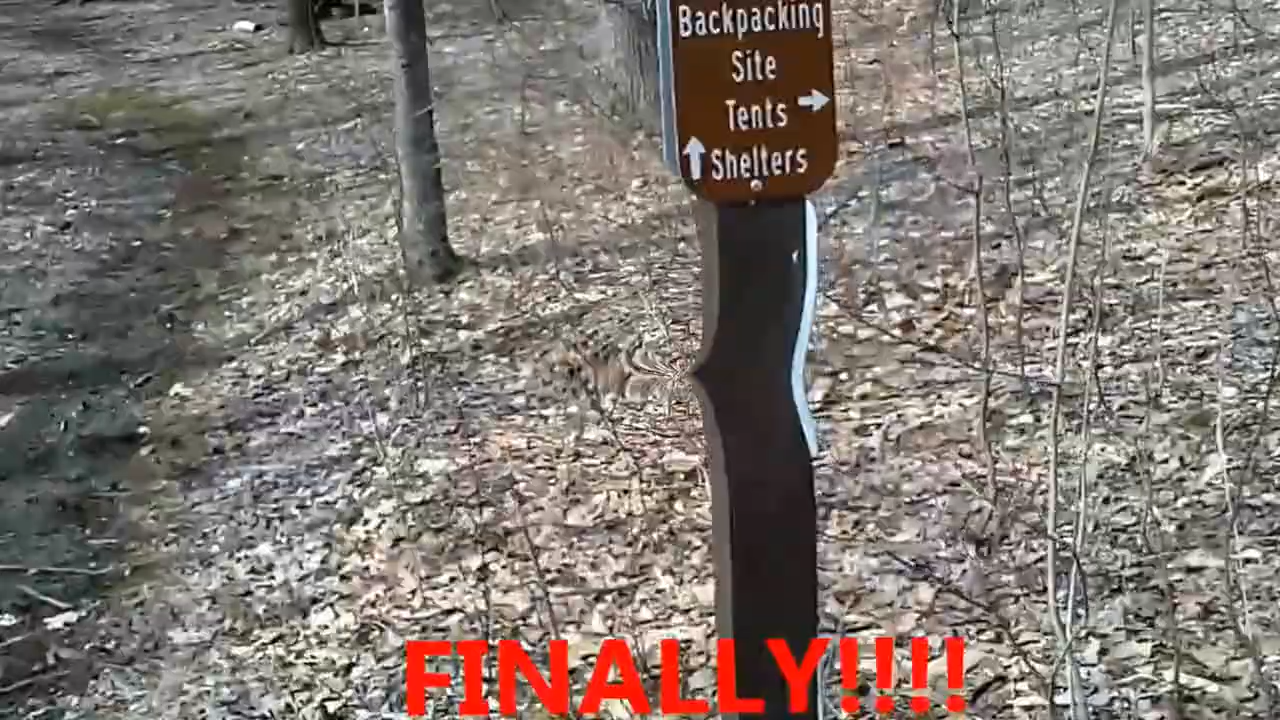 Backpacking
Site
Tents →
↑ Shelters
FINALLY!!!!